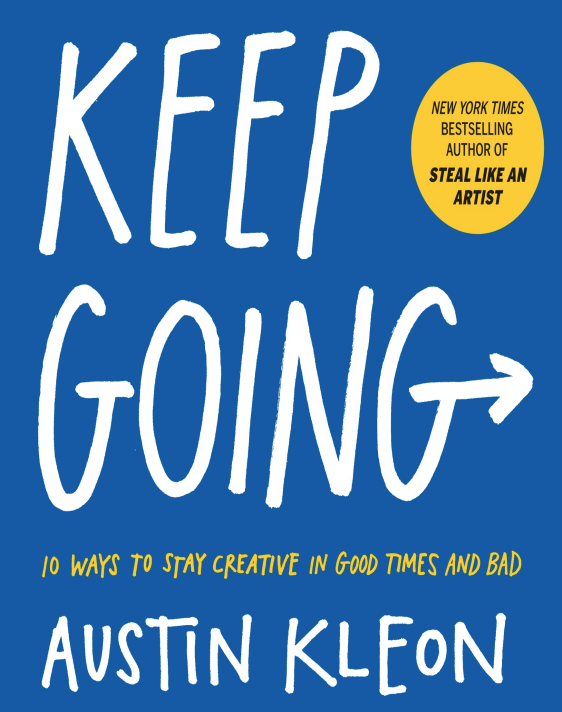 KEEP
GOING
NEW YORK TIMES
BESTSELLING
AUTHOR OF
STEAL LIKE AN
ARTIST
10 WAYS TO STAY CREATIVE IN GOOD TIMES AND BAD
AUSTIN KLEON